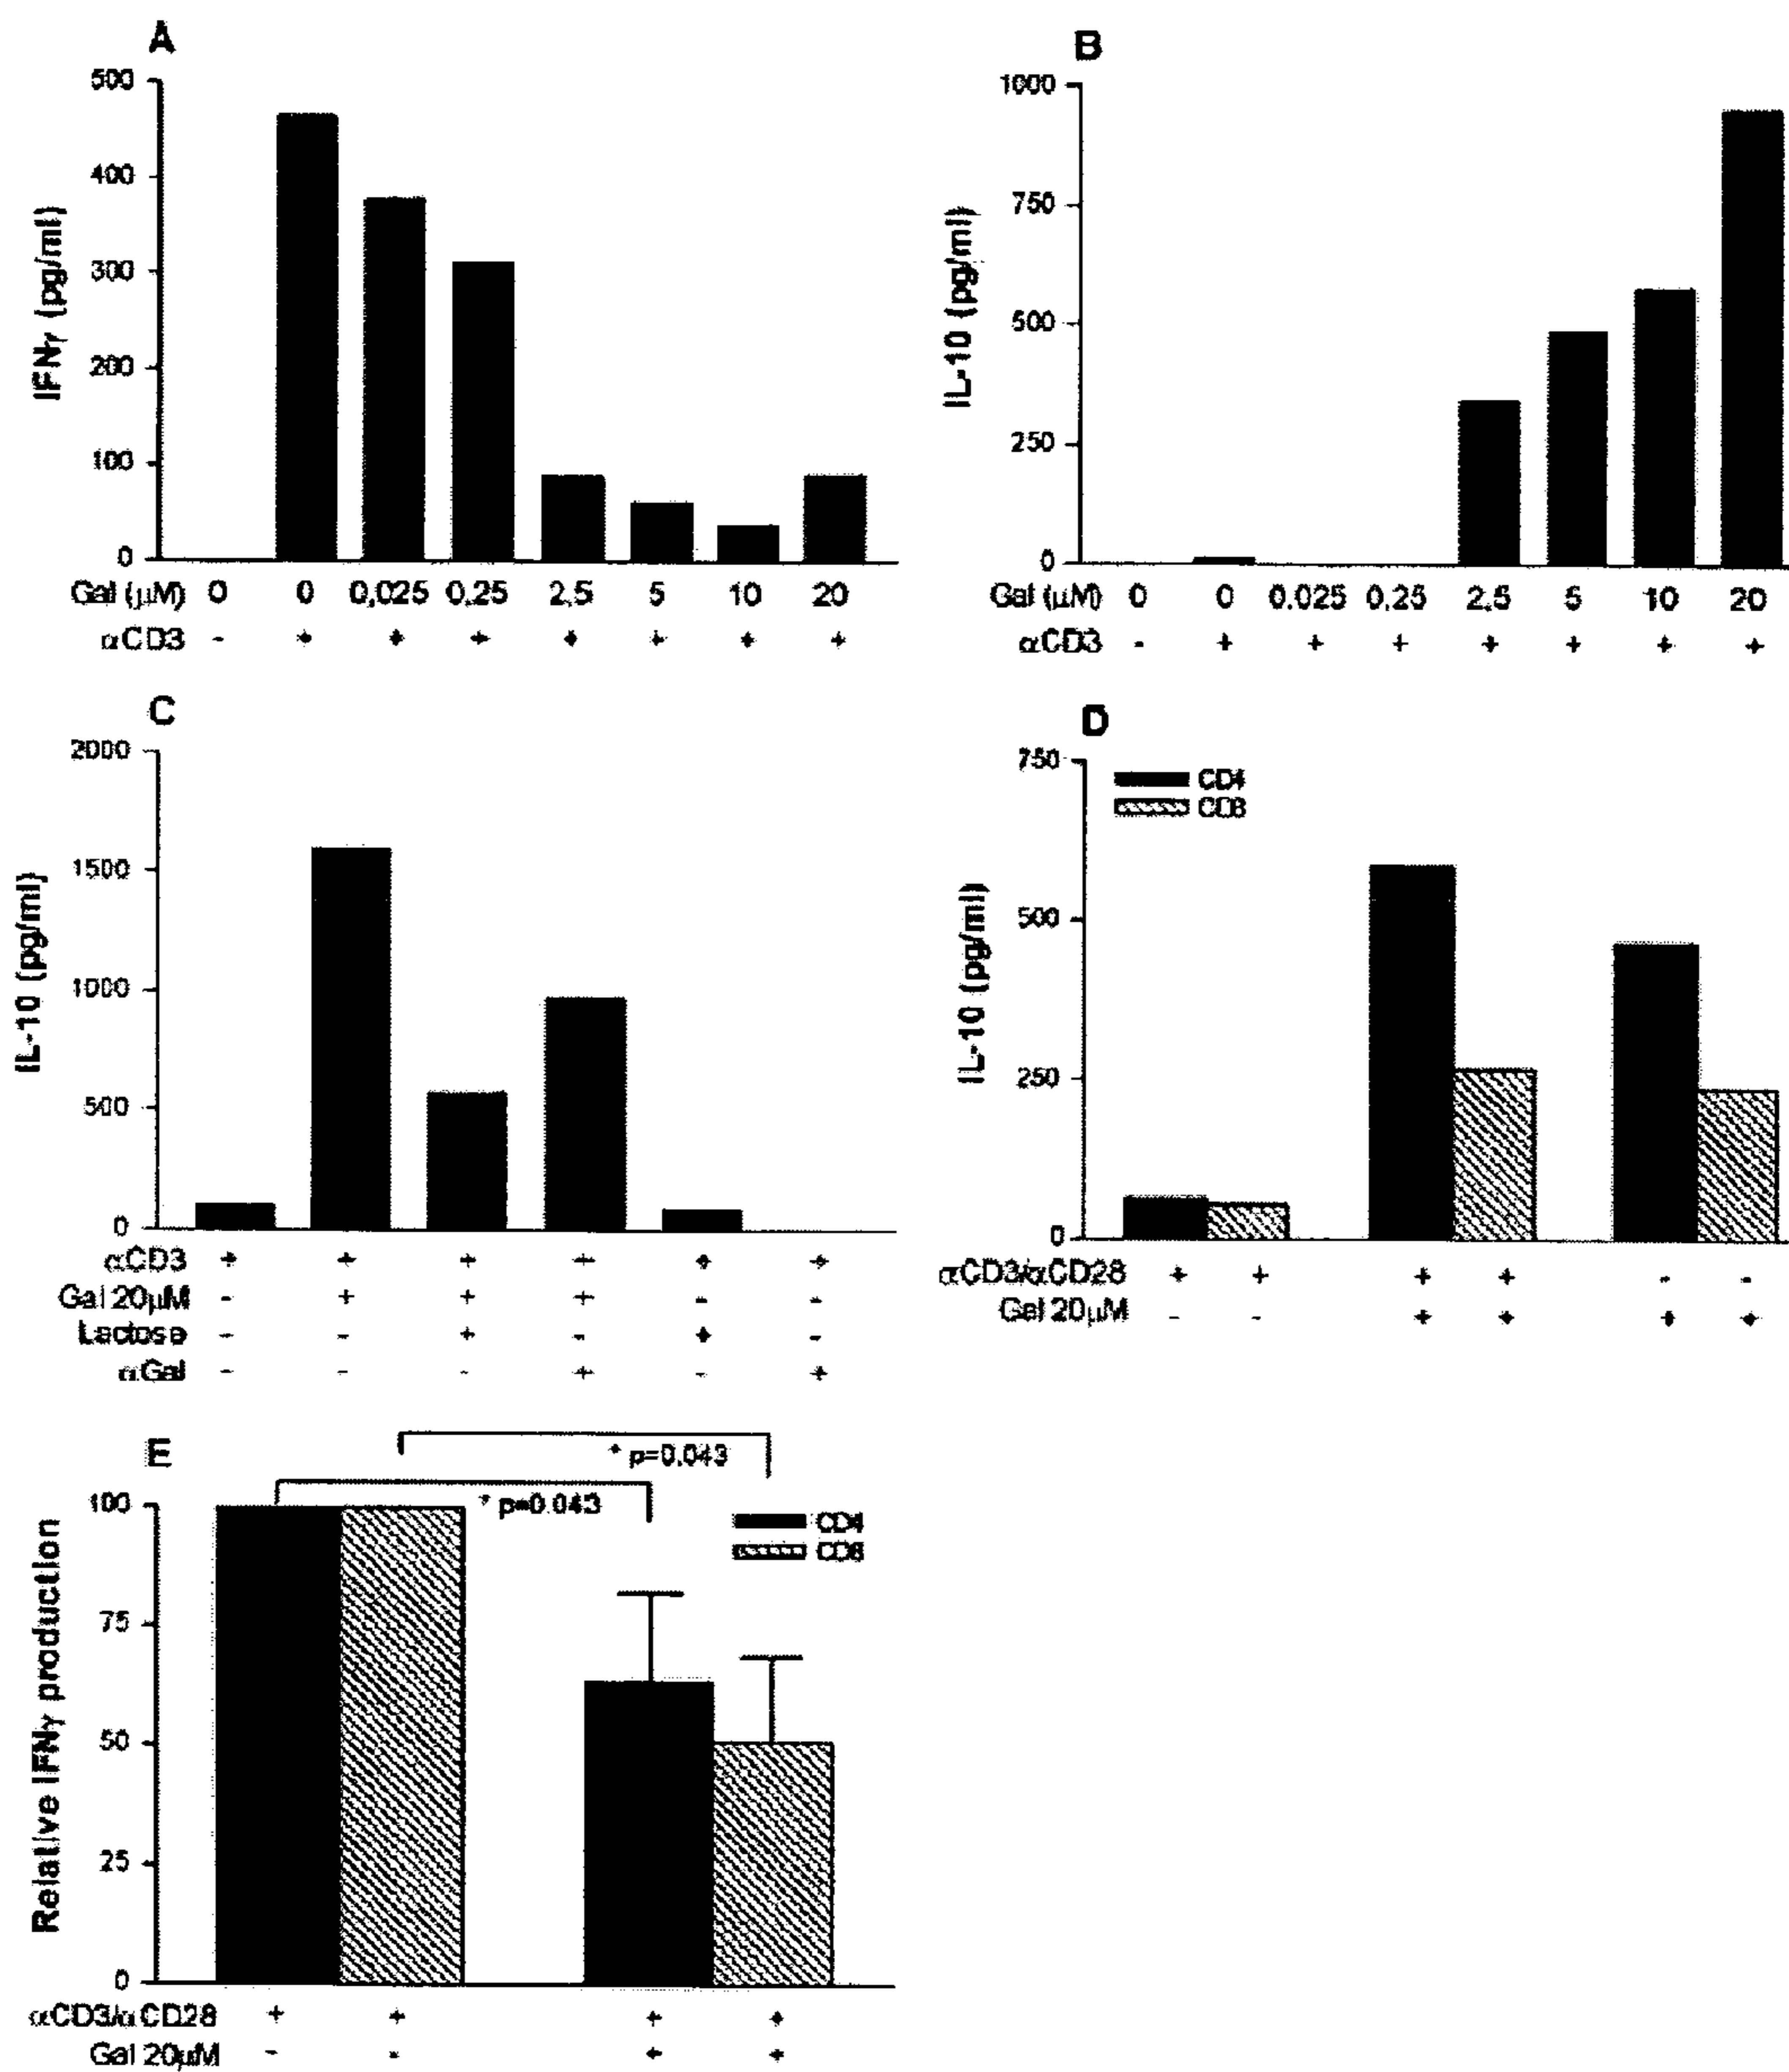 A
500
400
300
200
100
0
IFNγ (pg/ml)
Gal (μM) 0 0 0,025 0,25 2,5 5 10 20
αCD3 - + + + + + + +
B
1000
750
500
250
0
IL-10 (pg/ml)
Gal (μM) 0 0 0.025 0,25 2,5 5 10 20
αCD3 - + + + + + + +
C
2000
1500
1000
500
0
IL-10 (pg/ml)
αCD3 + + + + + +
Gal 20μM - + + + - -
Lactose - - + - + -
αGal - - - + - +
D
750
500
250
0
IL-10 (pg/ml)
CD4
CD8
αCD3/αCD28 + + + + - -
Gal 20μM - - + + + +
E
* p=0.043
* p=0.043
100
75
50
25
0
Relative IFNγ production
CD4
CD8
αCD3/αCD28 + + + +
Gal 20μM - - + +